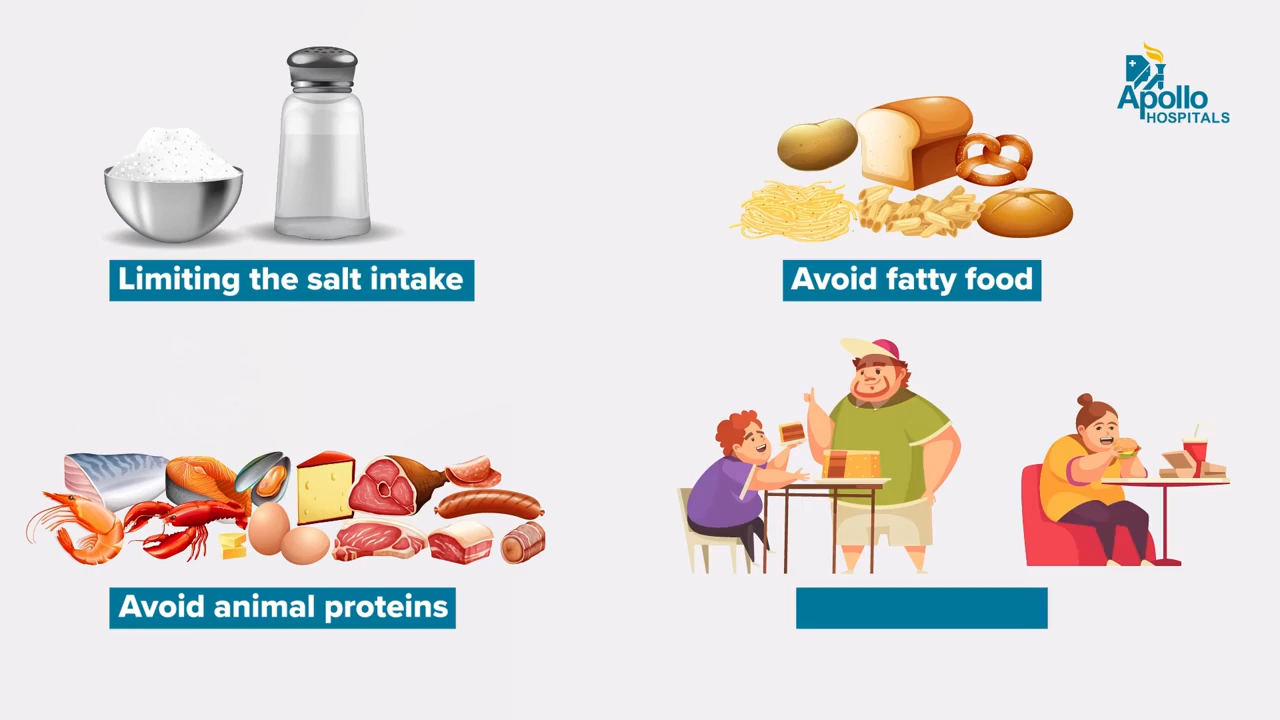 Apollo
HOSPITALS
Limiting the salt intake
Avoid fatty food
Avoid animal proteins